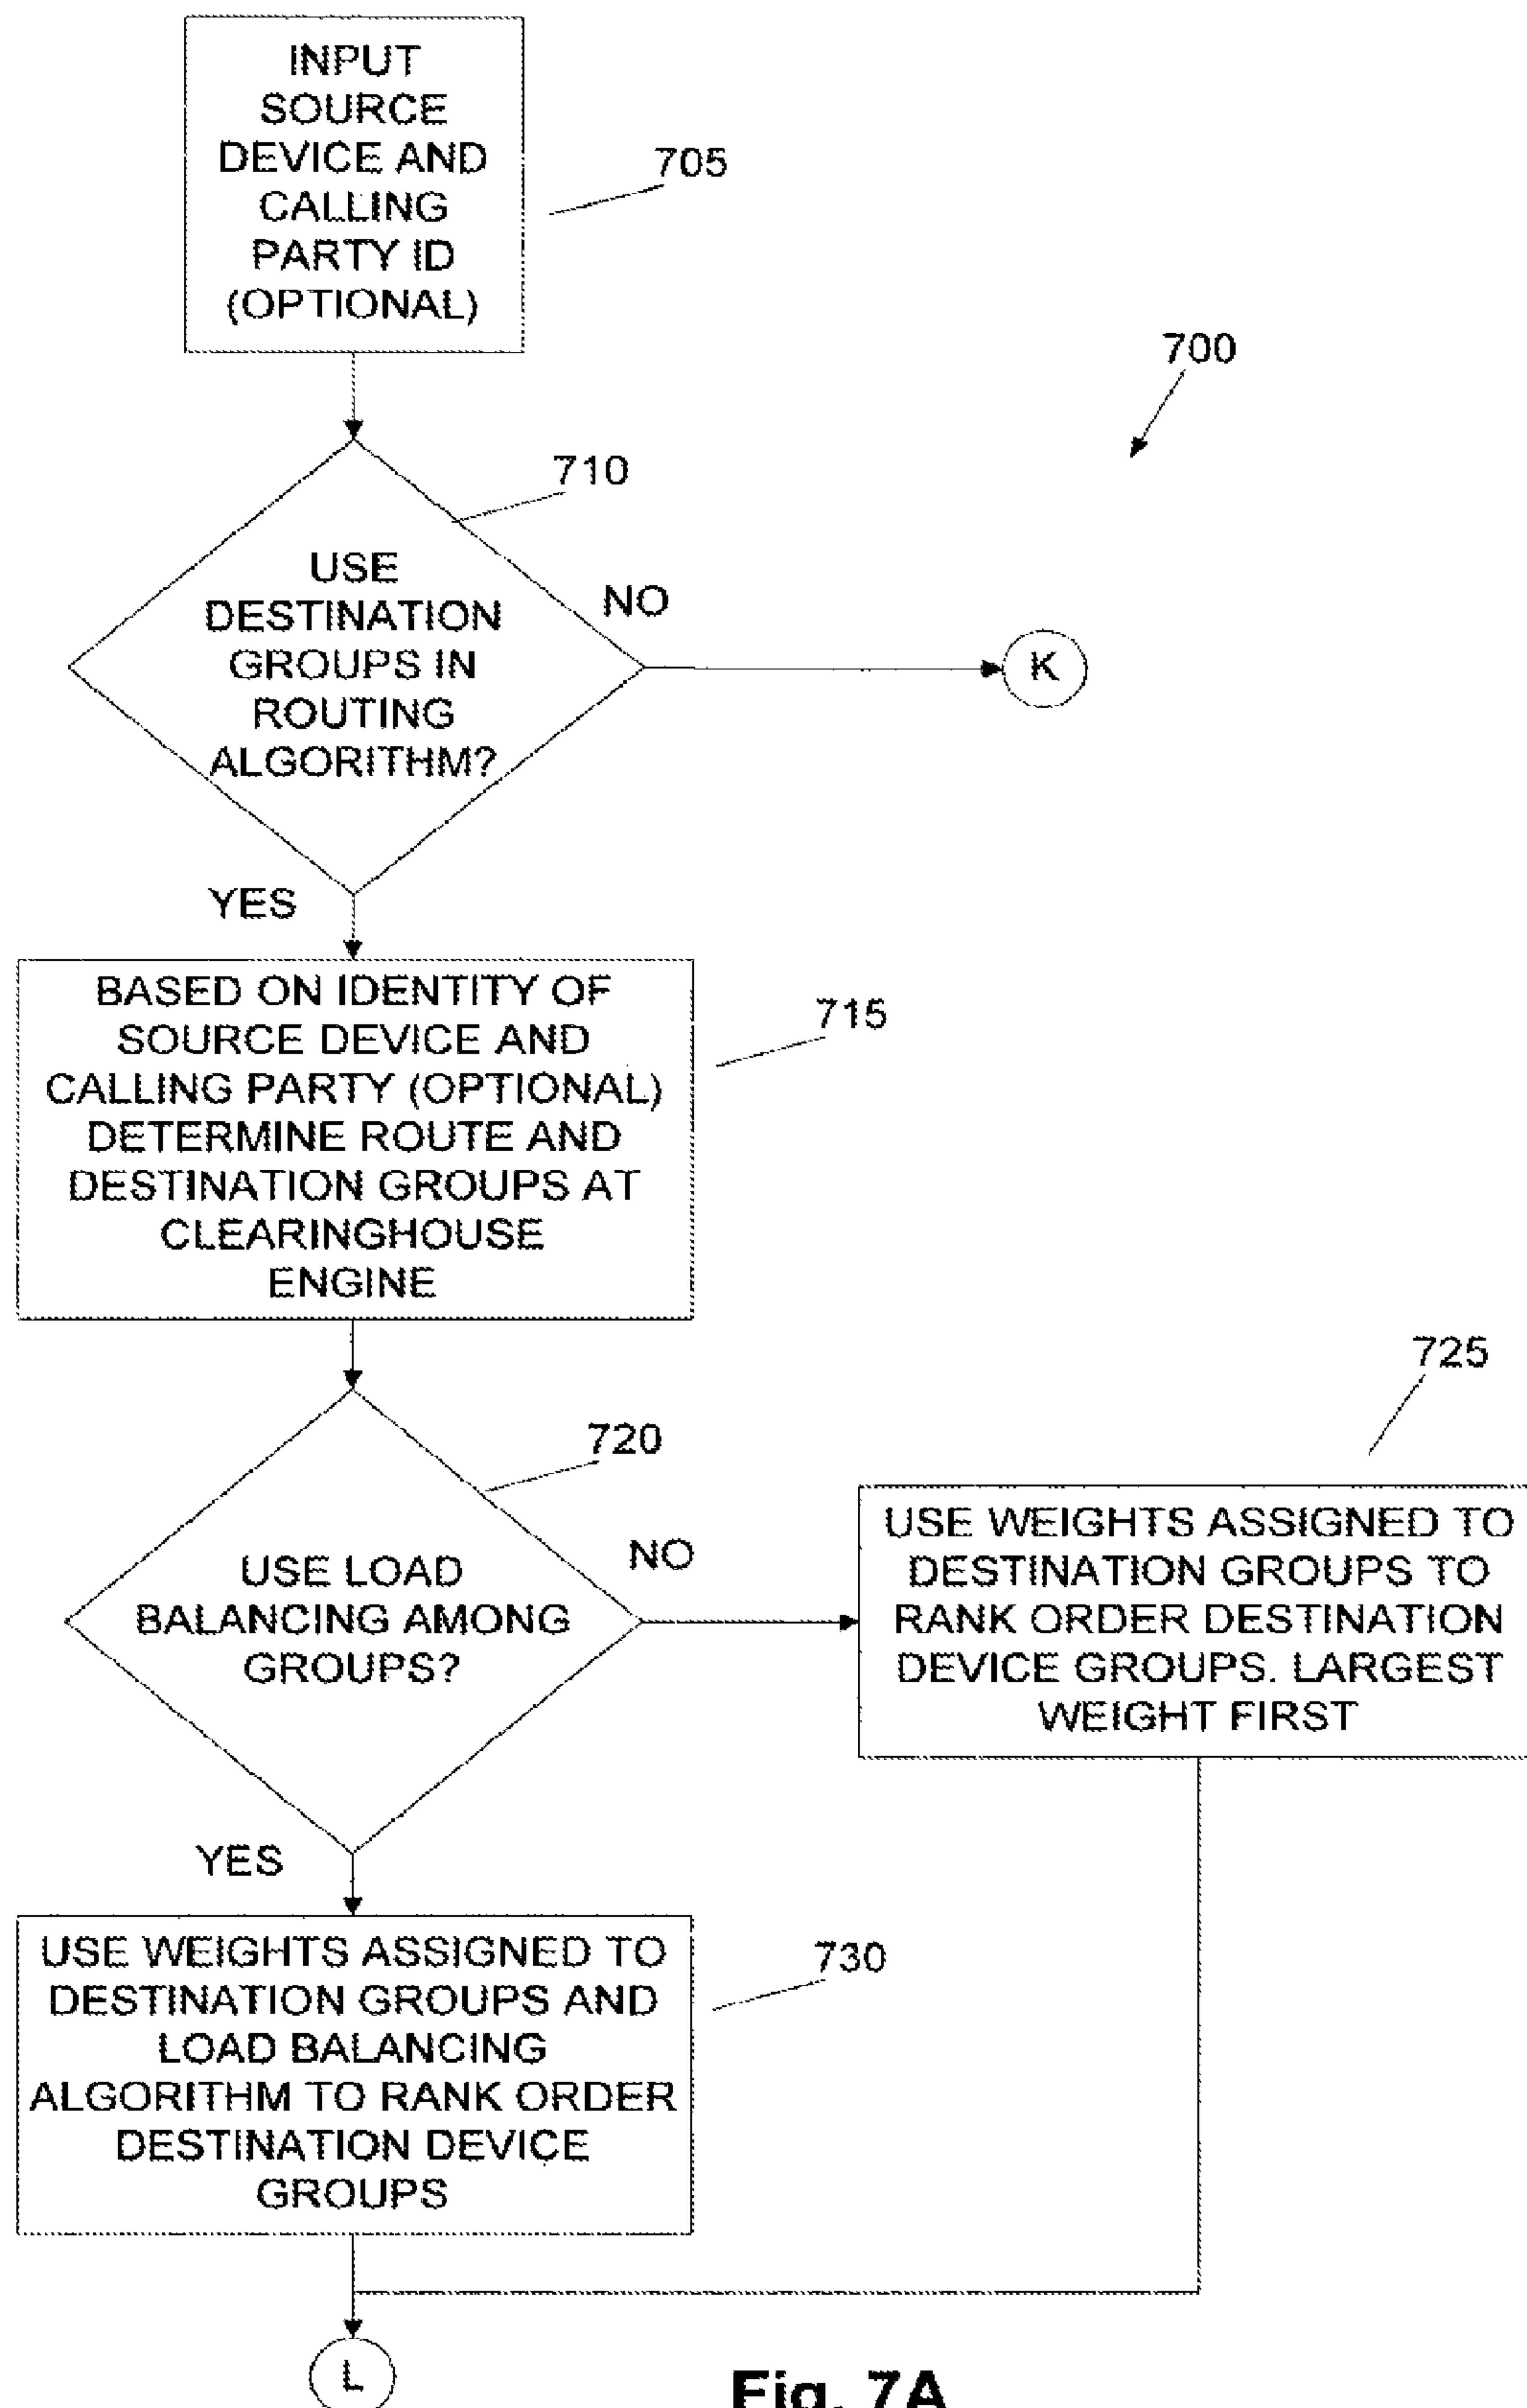 INPUT
SOURCE
DEVICE AND
CALLING
PARTY ID
(OPTIONAL)
705
700
710
USE
DESTINATION
GROUPS IN
ROUTING
ALGORITHM?
NO
K
YES
BASED ON IDENTITY OF
SOURCE DEVICE AND
CALLING PARTY (OPTIONAL)
DETERMINE ROUTE AND
DESTINATION GROUPS AT
CLEARINGHOUSE
ENGINE
715
720
USE LOAD
BALANCING AMONG
GROUPS?
NO
725
USE WEIGHTS ASSIGNED TO
DESTINATION GROUPS TO
RANK ORDER DESTINATION
DEVICE GROUPS. LARGEST
WEIGHT FIRST
YES
USE WEIGHTS ASSIGNED TO
DESTINATION GROUPS AND
LOAD BALANCING
ALGORITHM TO RANK ORDER
DESTINATION DEVICE
GROUPS
730
L
Fig. 7A